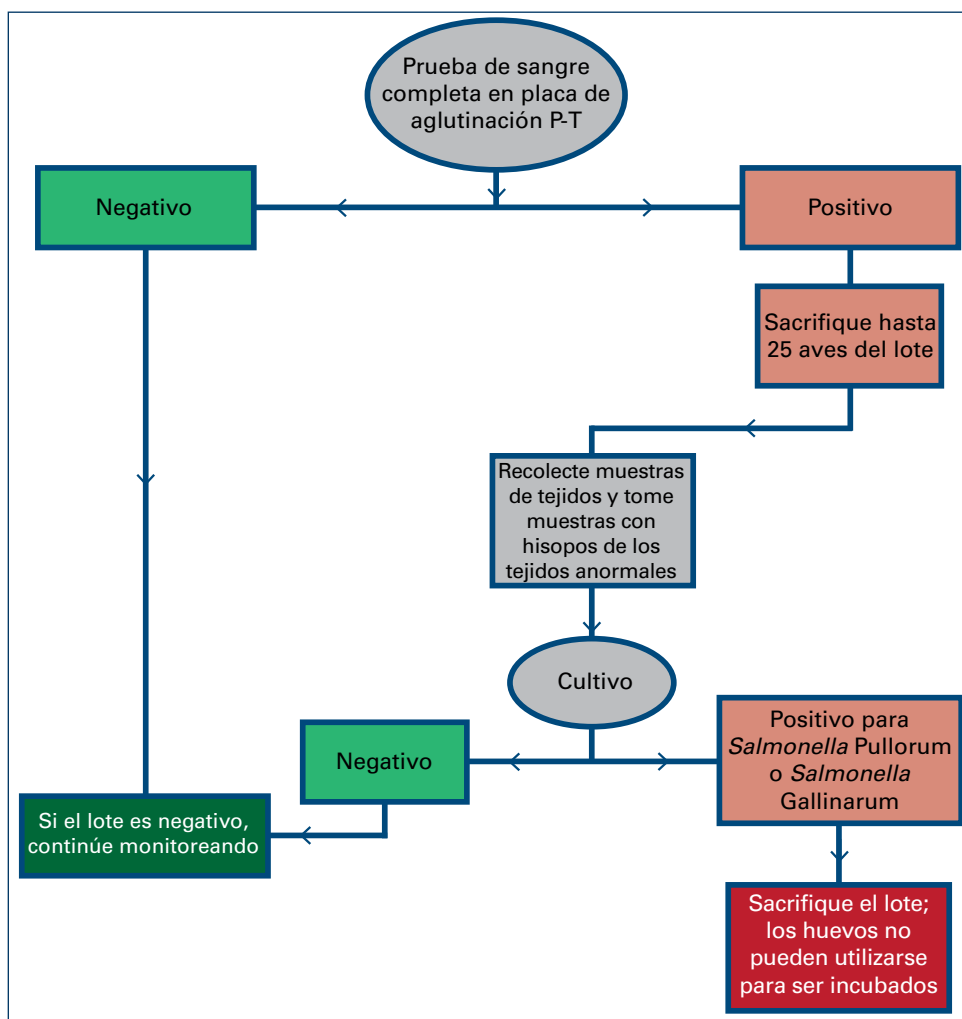 Prueba de sangre
completa en placa de
aglutinación P-T
Negativo
Positivo
Sacrifique hasta
25 aves del lote
Recolecte muestras
de tejidos y tome
muestras con
hisopos de los
tejidos anormales
Cultivo
Negativo
Positivo para
Salmonella Pullorum
o Salmonella
Gallinarum
Si el lote es negativo,
continúe monitoreando
Sacrifique el lote;
los huevos no
pueden utilizarse
para ser incubados